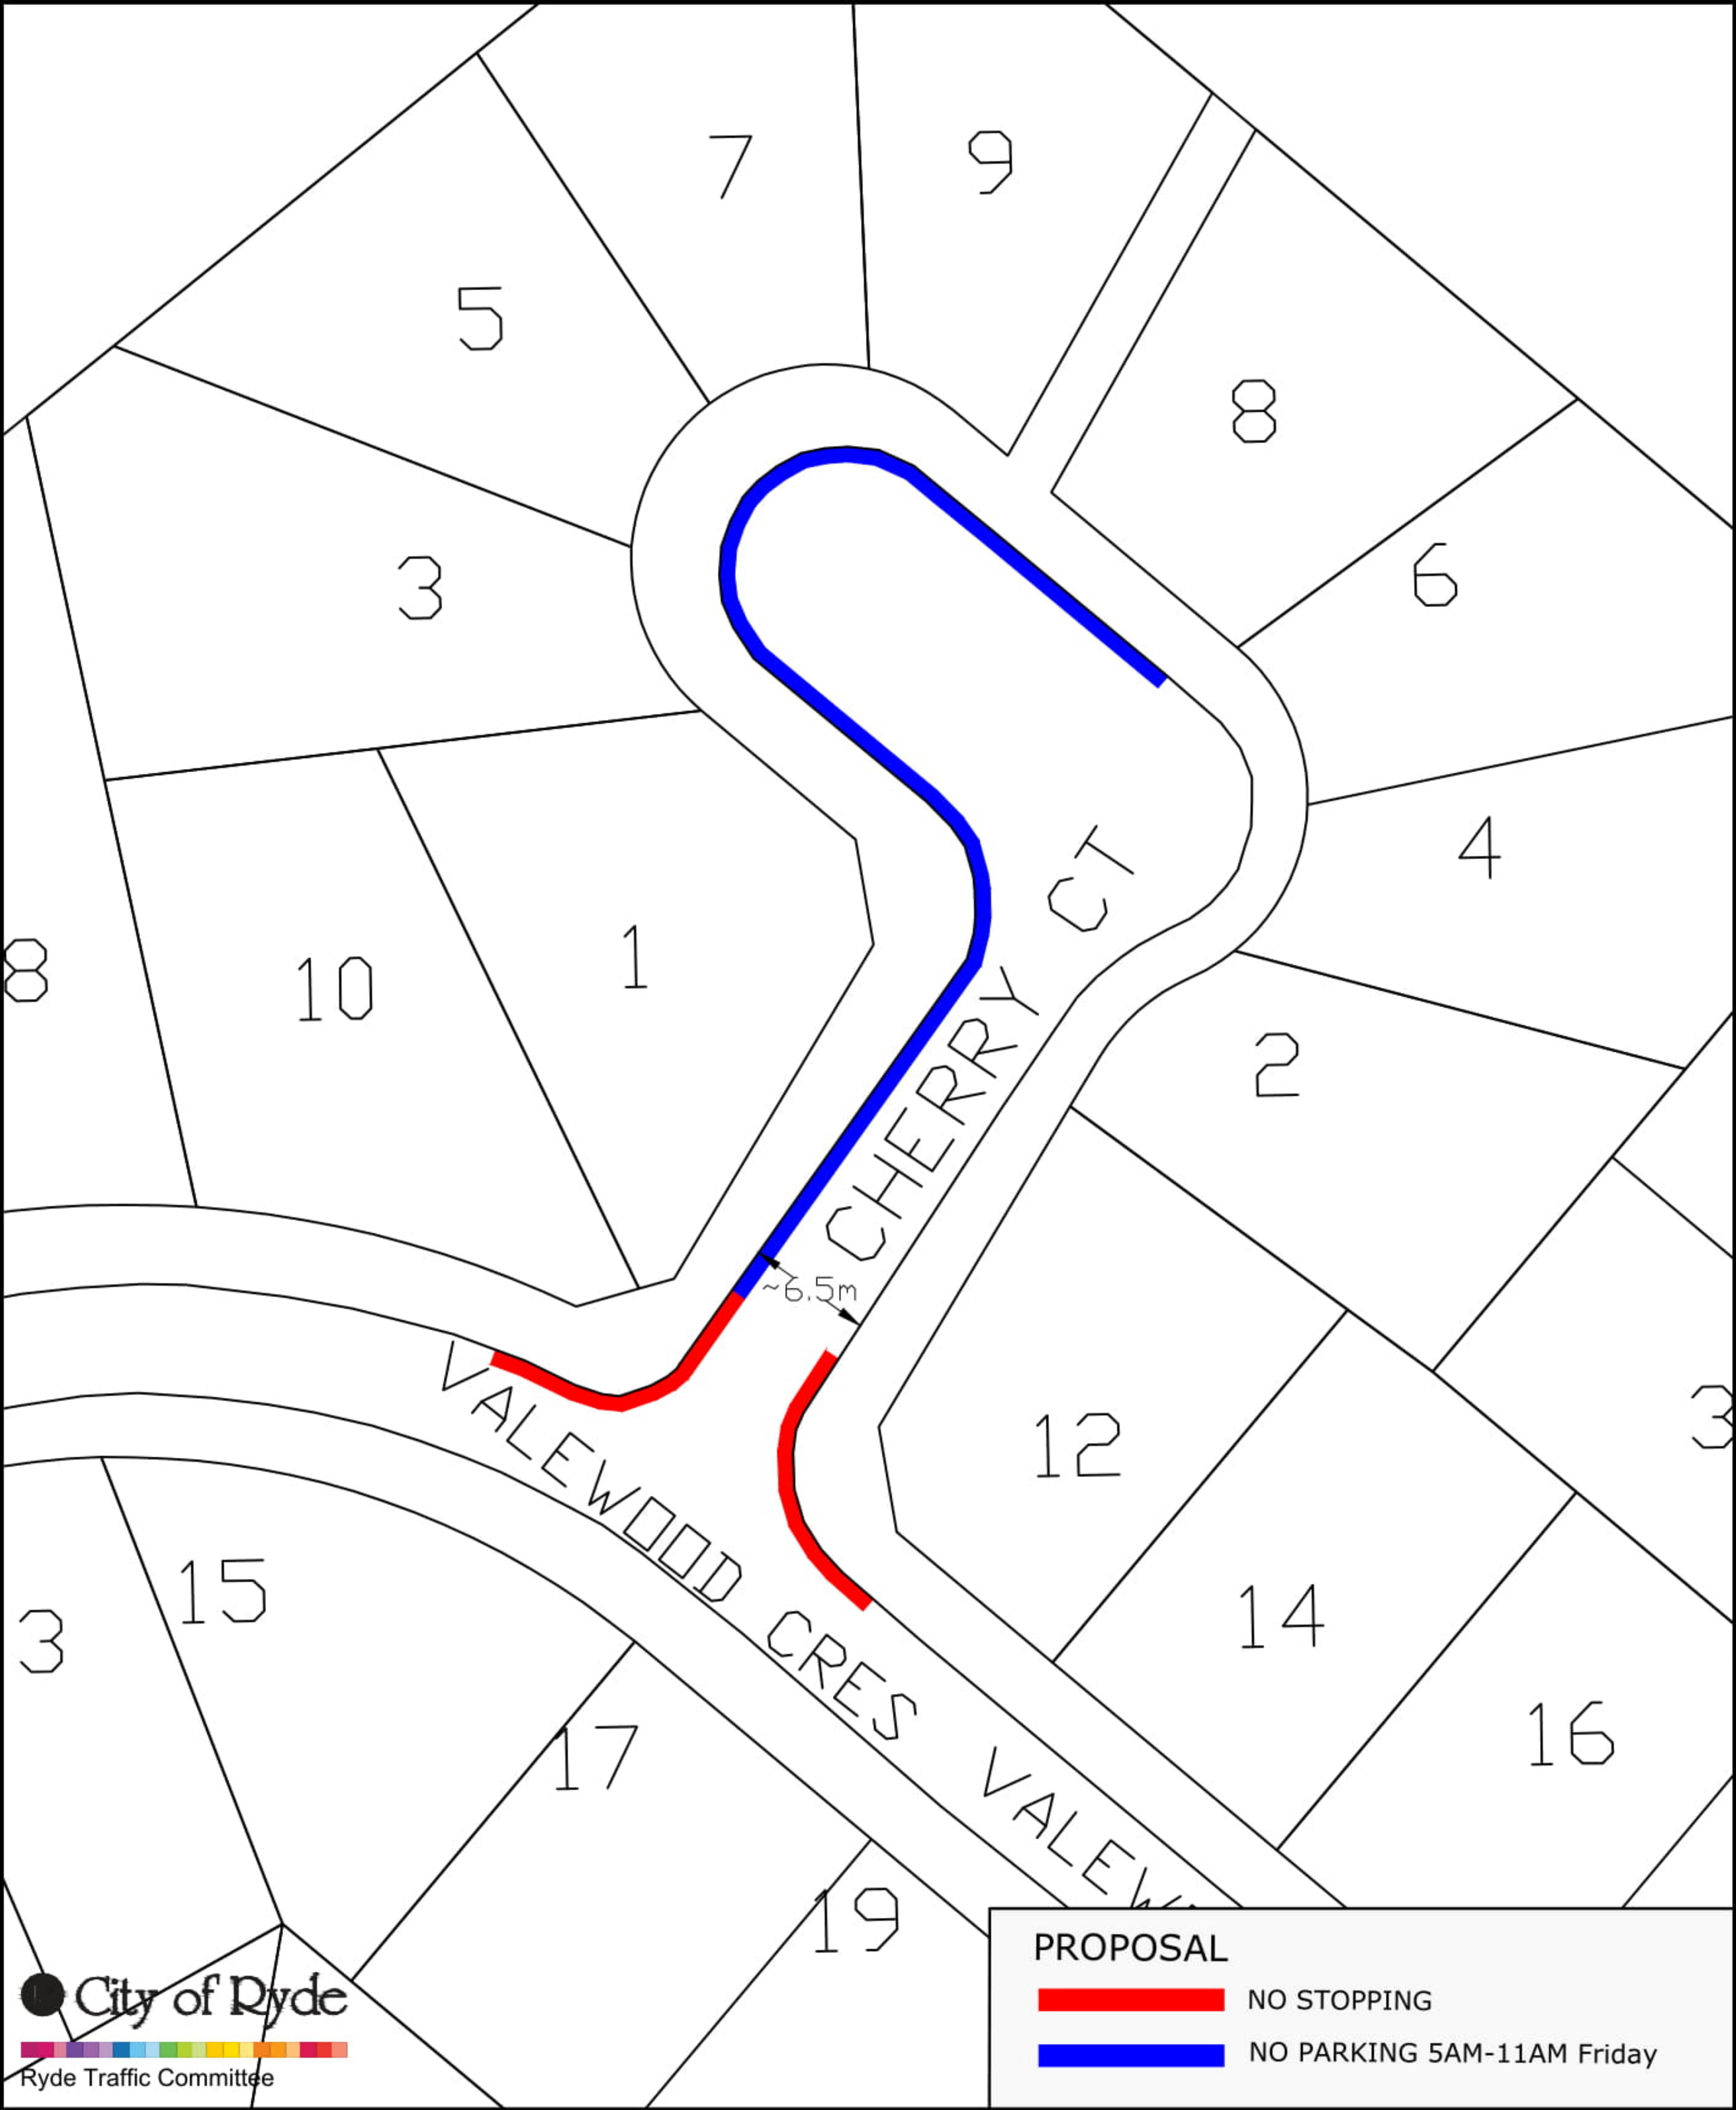 7
9
5
8
3
6
4
8
10
1
CHERRY CT
2
~6.5m
VALEWOOD CRES
12
3
15
3
14
17
16
VALEW
19
PROPOSAL
NO STOPPING
NO PARKING 5AM-11AM Friday
City of Ryde
Ryde Traffic Committee